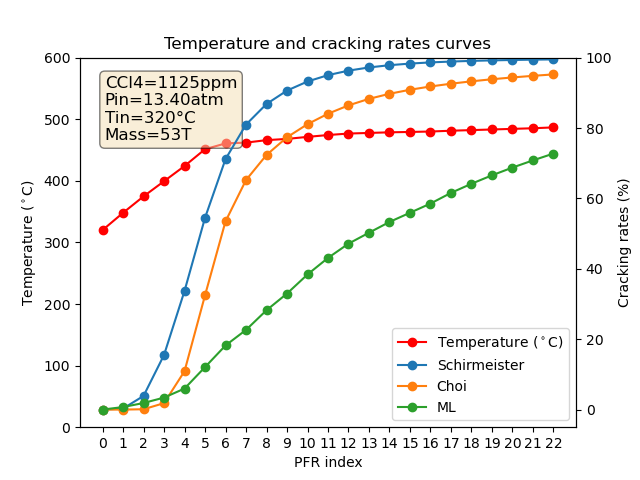 Temperature and cracking rates curves
CCl4=1125ppm
Pin=13.40atm
Tin=320°C
Mass=53T
Temperature (°C)
600
500
400
300
200
100
0
Cracking rates (%)
100
80
60
40
20
0
Temperature (°C)
Schirmeister
Choi
ML
0 1 2 3 4 5 6 7 8 9 10 11 12 13 14 15 16 17 18 19 20 21 22
PFR index